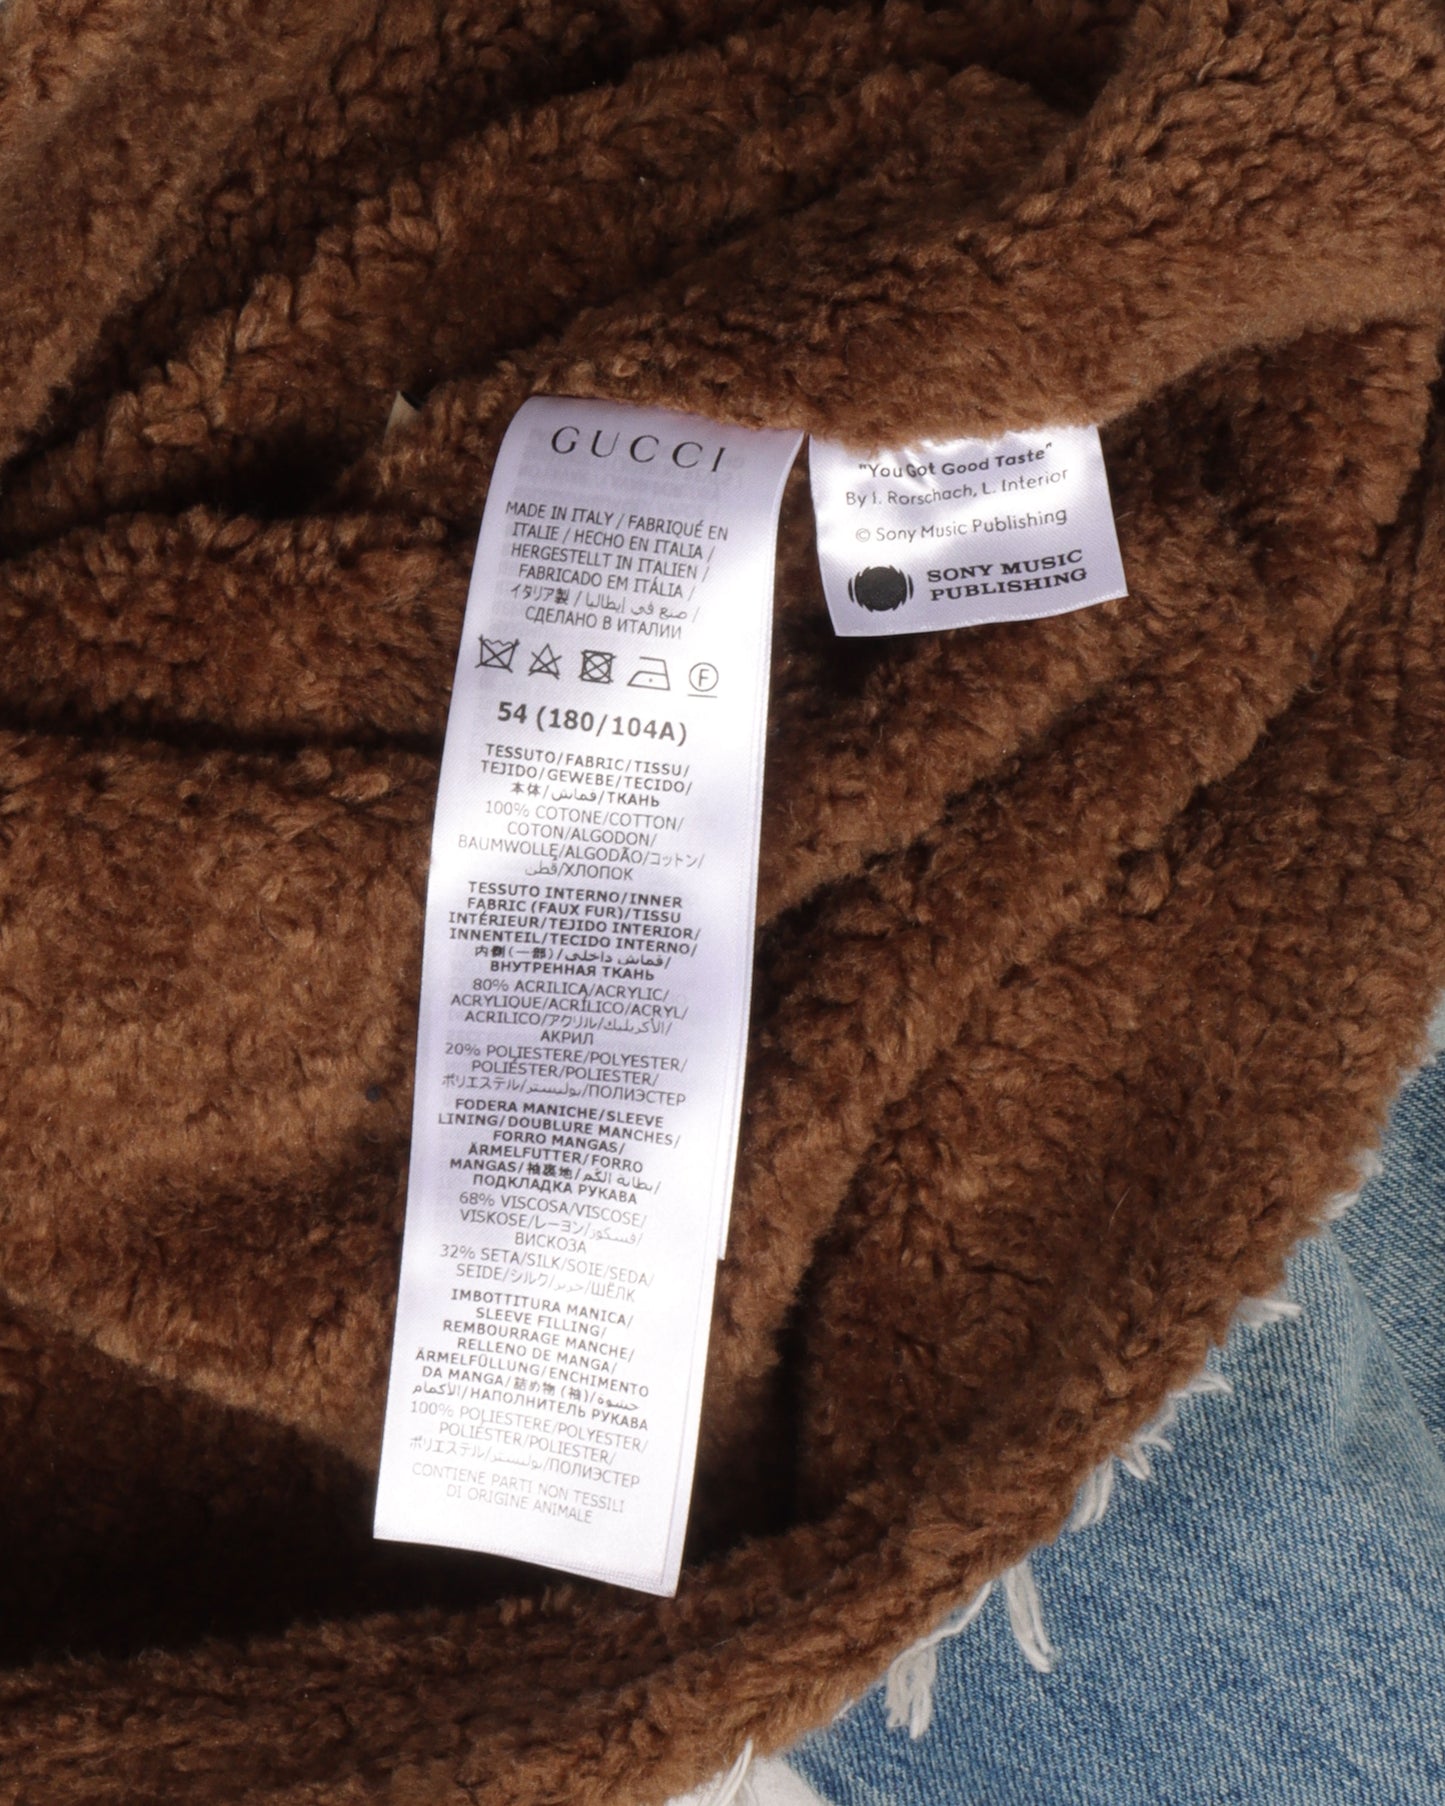 GUCCI
MADE IN ITALY / FABRIQUÉ EN
ITALIE / HECHO EN ITALIA /
HERGESTELLT IN ITALIEN /
FABRICADO EM ITÁLIA /
イタリア製 / صنع في إيطاليا /
СДЕЛАНО В ИТАЛИИ
F
54 (180/104A)
TESSUTO/FABRIC/TISSU/
TEJIDO/GEWEBE/TECIDO/
本体/قماش/ТКАНЬ
100% COTONE/COTTON/
COTON/ALGODON/
BAUMWOLLE/ALGODÃO/コットン/
قطن/ХЛОПОК
TESSUTO INTERNO/INNER
FABRIC (FAUX FUR)/TISSU
INTÉRIEUR/TEJIDO INTERIOR/
INNENTEIL/TECIDO INTERNO/
内側(一部)/قماش داخلي/
ВНУТРЕННАЯ ТКАНЬ
80% ACRILICA/ACRYLIC/
ACRYLIQUE/ACRÍLICO/ACRYL/
ACRILICO/アクリル/الأكريليك/
АКРИЛ
20% POLIESTERE/POLYESTER/
POLIÉSTER/POLIESTER/
ポリエステル/بوليستر/ПОЛИЭСТЕР
FODERA MANICHE/SLEEVE
LINING/DOUBLURE MANCHES/
FORRO MANGAS/
ÄRMELFUTTER/FORRO
MANGAS/袖裏地/بطانة الكم/
ПОДКЛАДКА РУКАВА
68% VISCOSA/VISCOSE/
VISKOSE/レーヨン/فسكوز/
ВИСКОЗА
32% SETA/SILK/SOIE/SEDA/
SEIDE/シルク/حرير/ШЁЛК
IMBOTTITURA MANICA/
SLEEVE FILLING/
REMBOURRAGE MANCHE/
RELLENO DE MANGA/
ÄRMELFÜLLUNG/ENCHIMENTO
DA MANGA/詰め物 (袖)/حشوة
الأكمام/НАПОЛНИТЕЛЬ РУКАВА
100% POLIESTERE/POLYESTER/
POLIÉSTER/POLIESTER/
ポリエステル/بوليستر/ПОЛИЭСТЕР
CONTIENE PARTI NON TESSILI
DI ORIGINE ANIMALE
"You Got Good Taste"
By I. Rorschach, L. Interior
© Sony Music Publishing
SONY MUSIC
PUBLISHING